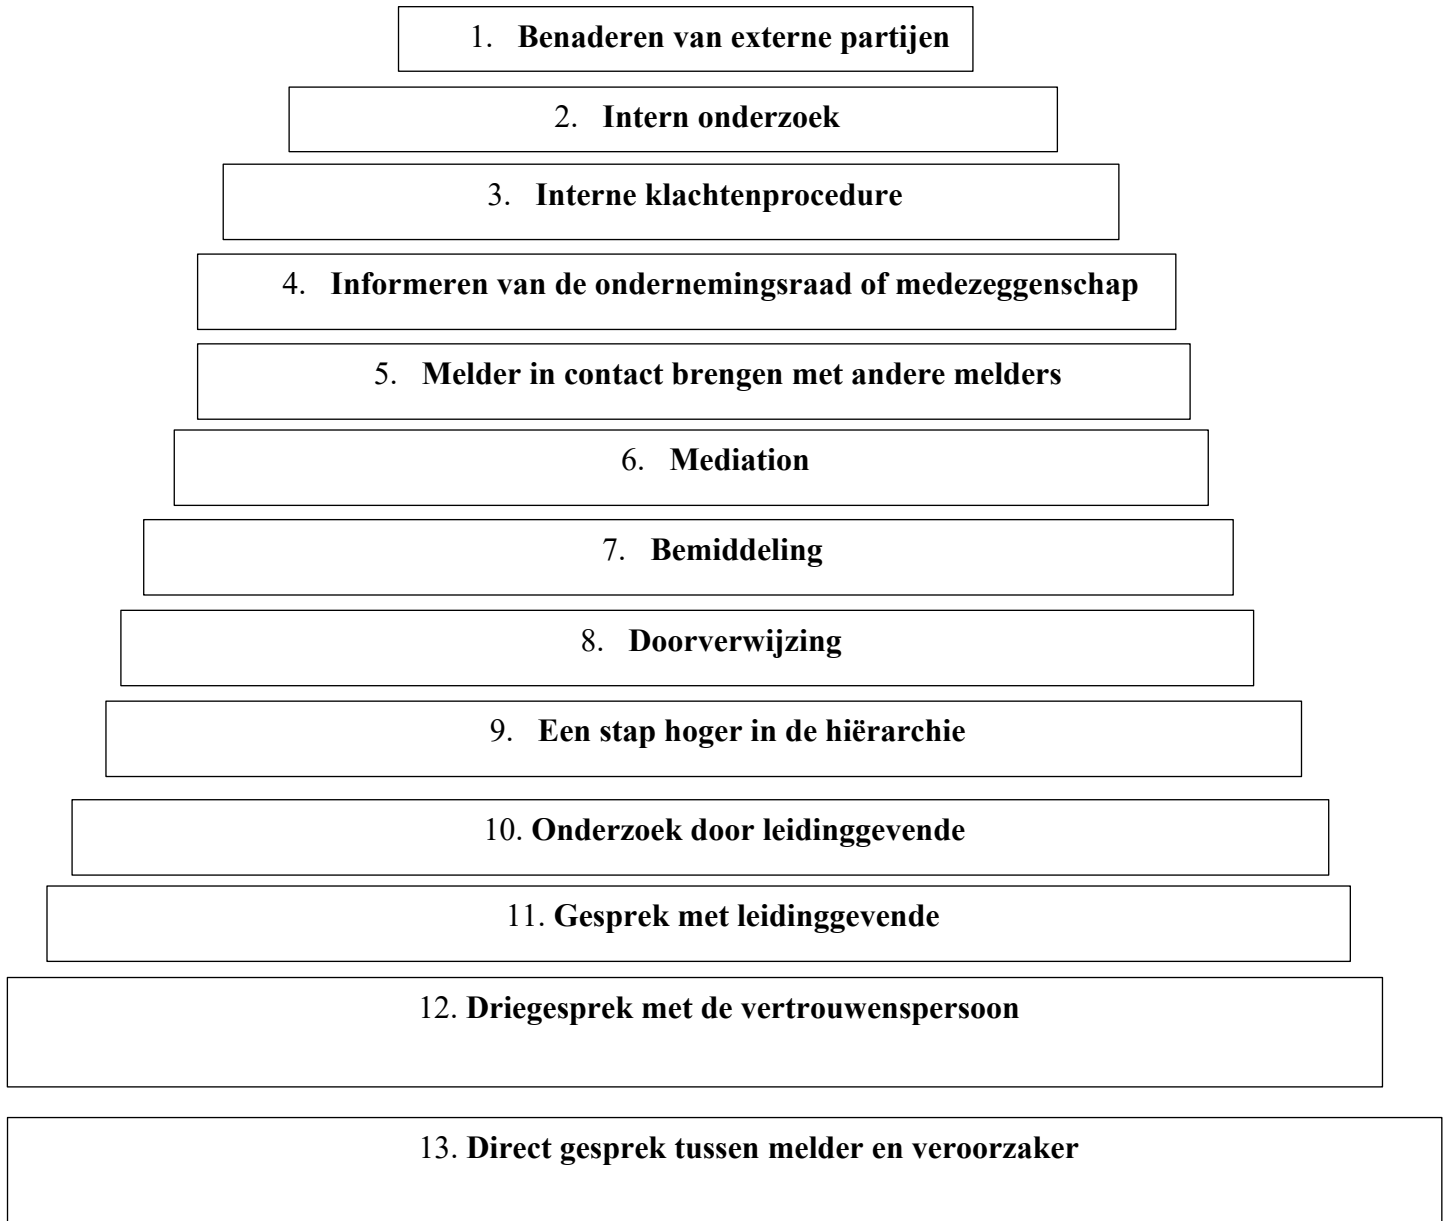 1. Benaderen van externe partijen
2. Intern onderzoek
3. Interne klachtenprocedure
4. Informeren van de ondernemingsraad of medezeggenschap
5. Melder in contact brengen met andere melders
6. Mediation
7. Bemiddeling
8. Doorverwijzing
9. Een stap hoger in de hiërarchie
10. Onderzoek door leidinggevende
11. Gesprek met leidinggevende
12. Driegesprek met de vertrouwenspersoon
13. Direct gesprek tussen melder en veroorzaker